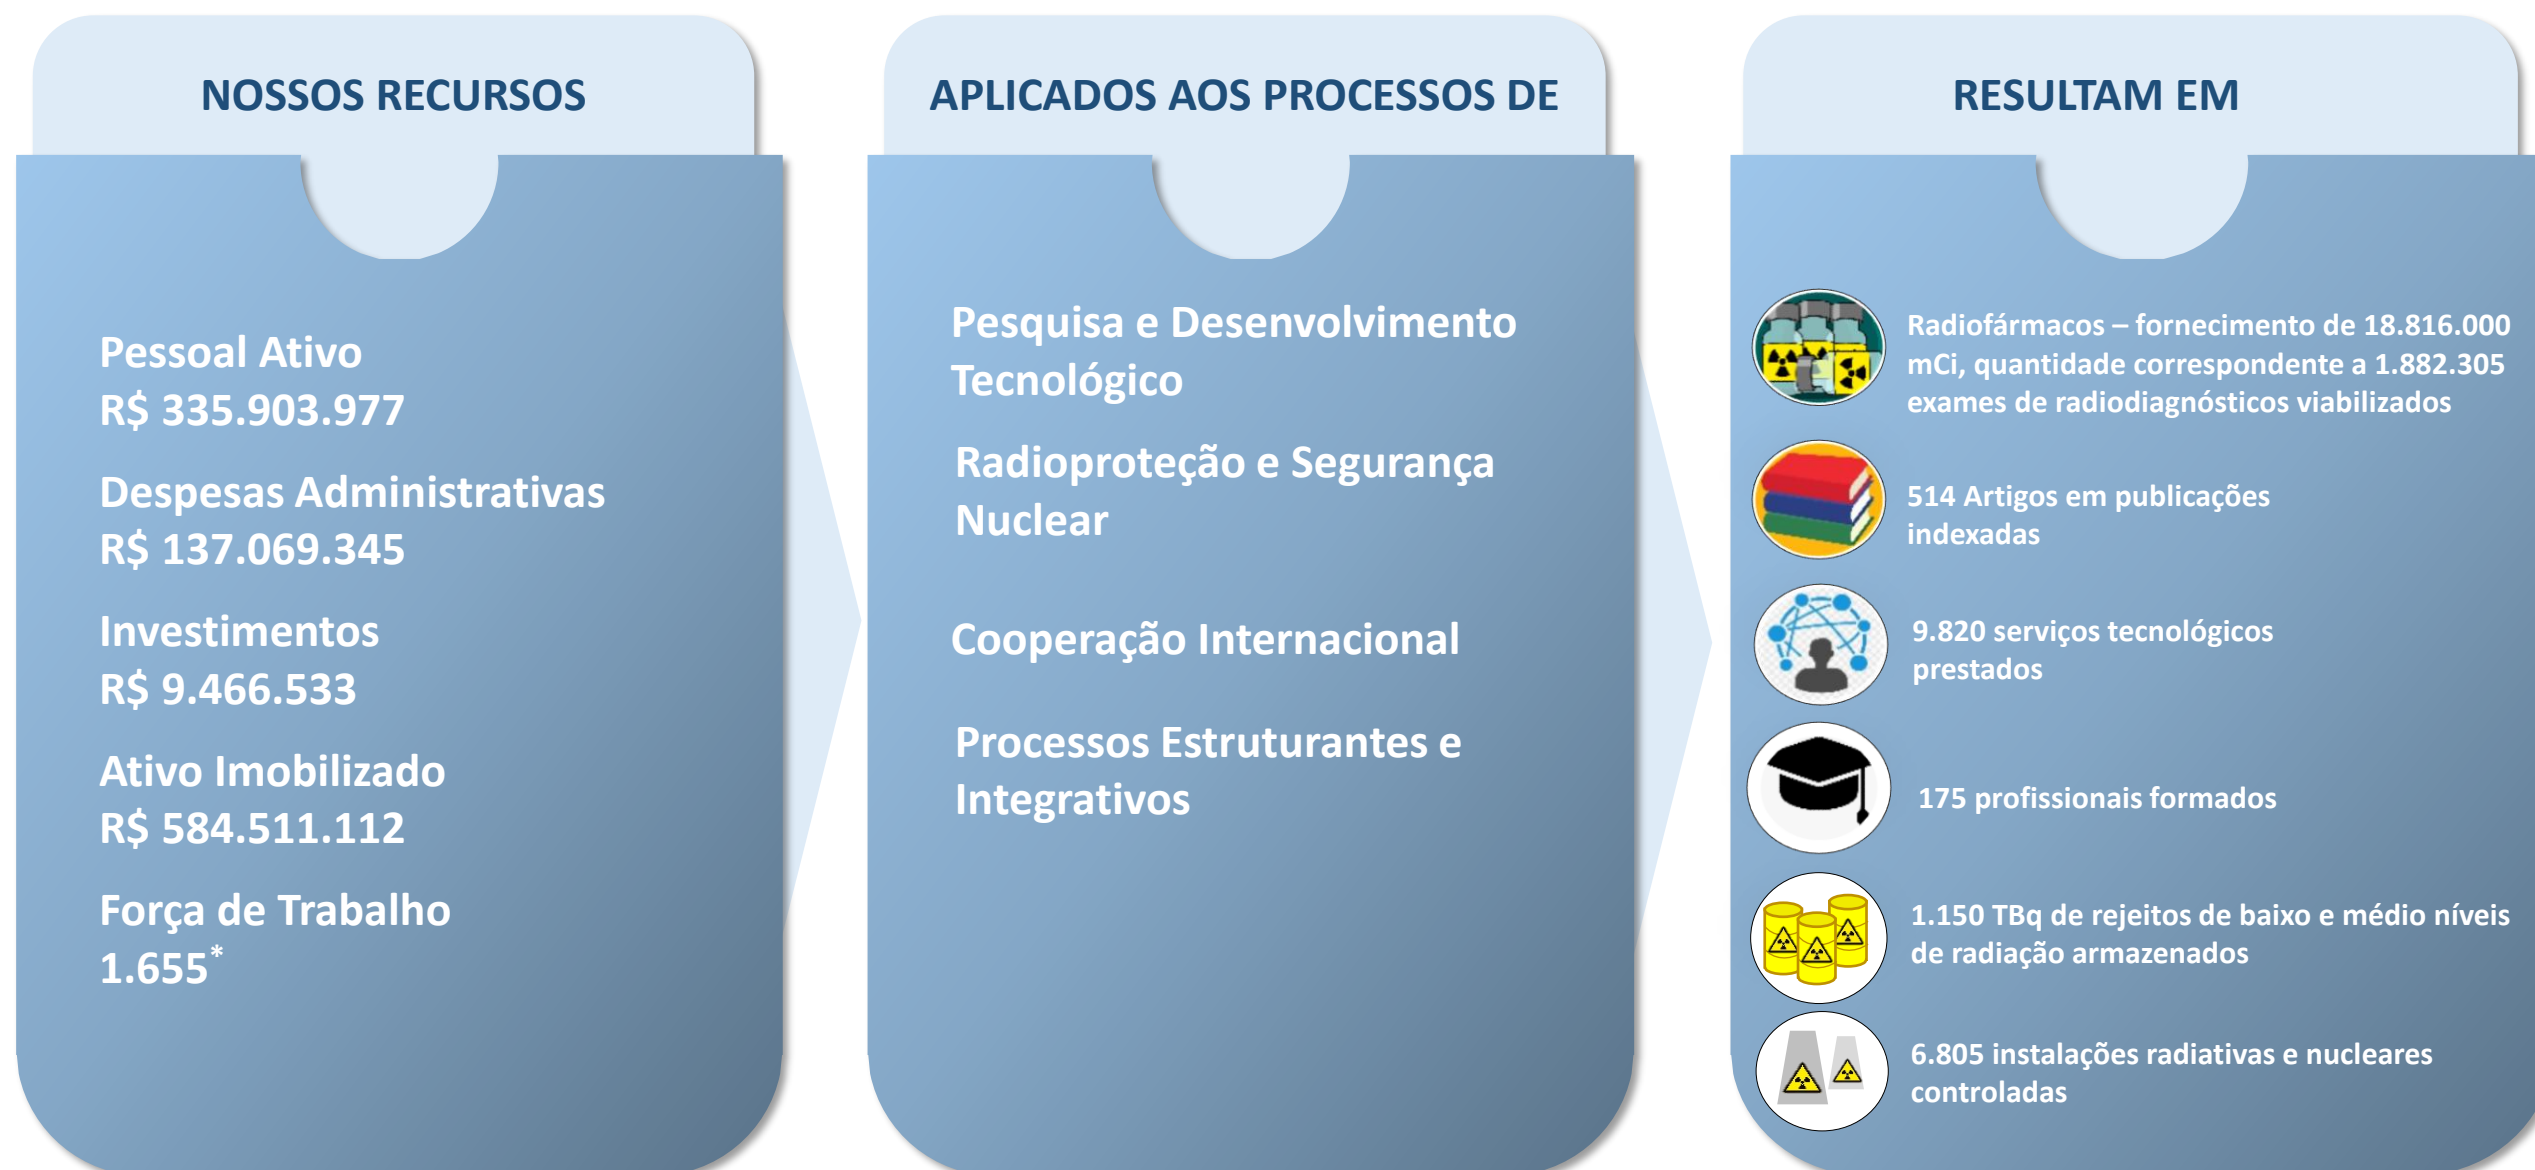 NOSSOS RECURSOS
Pessoal Ativo
R$ 335.903.977
Despesas Administrativas
R$ 137.069.345
Investimentos
R$ 9.466.533
Ativo Imobilizado
R$ 584.511.112
Força de Trabalho
1.655*
APLICADOS AOS PROCESSOS DE
Pesquisa e Desenvolvimento
Tecnológico
Radioproteção e Segurança
Nuclear
Cooperação Internacional
Processos Estruturantes e
Integrativos
RESULTAM EM
Radiofármacos – fornecimento de 18.816.000
mCi, quantidade correspondente a 1.882.305
exames de radiodiagnósticos viabilizados
514 Artigos em publicações
indexadas
9.820 serviços tecnológicos
prestados
175 profissionais formados
1.150 TBq de rejeitos de baixo e médio níveis
de radiação armazenados
6.805 instalações radiativas e nucleares
controladas